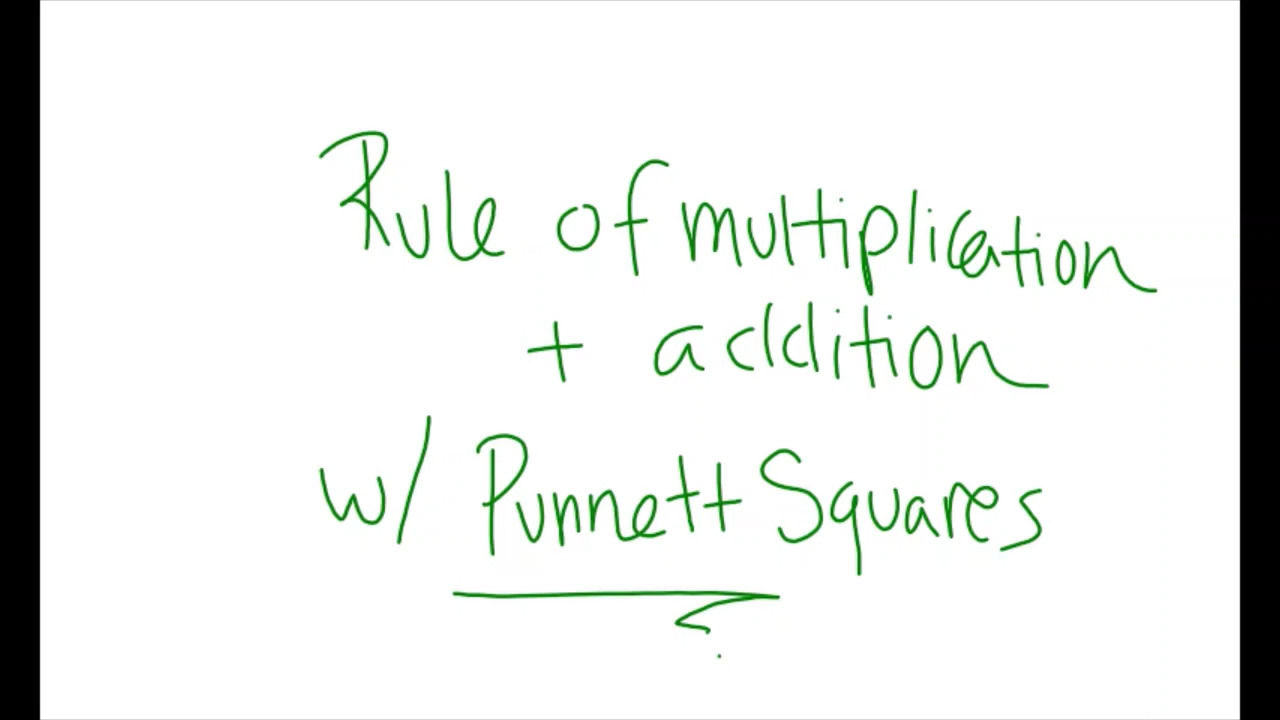 Rule of multiplication
+ addition
w/ Punnett Squares